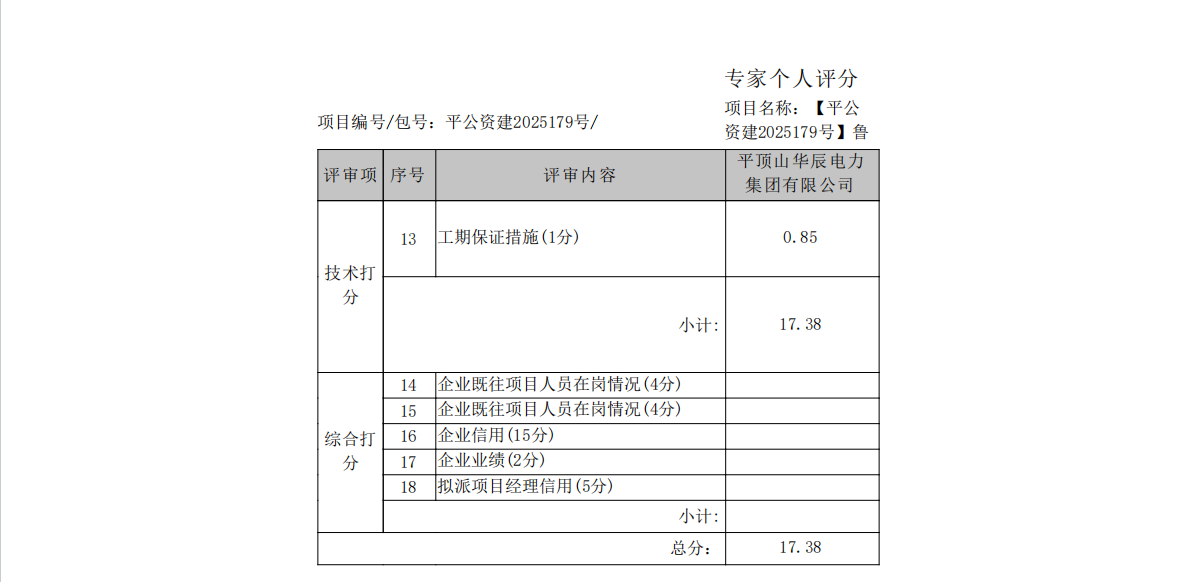 专家个人评分
项目编号/包号：平公资建2025179号/
项目名称：【平公
资建2025179号】鲁
评审项 序号 评审内容 平顶山华辰电力
集团有限公司
技术打
分
13 工期保证措施(1分) 0.85
小计: 17.38
综合打
分
14 企业既往项目人员在岗情况(4分)
15 企业既往项目人员在岗情况(4分)
16 企业信用(15分)
17 企业业绩(2分)
18 拟派项目经理信用(5分)
小计:
总分： 17.38